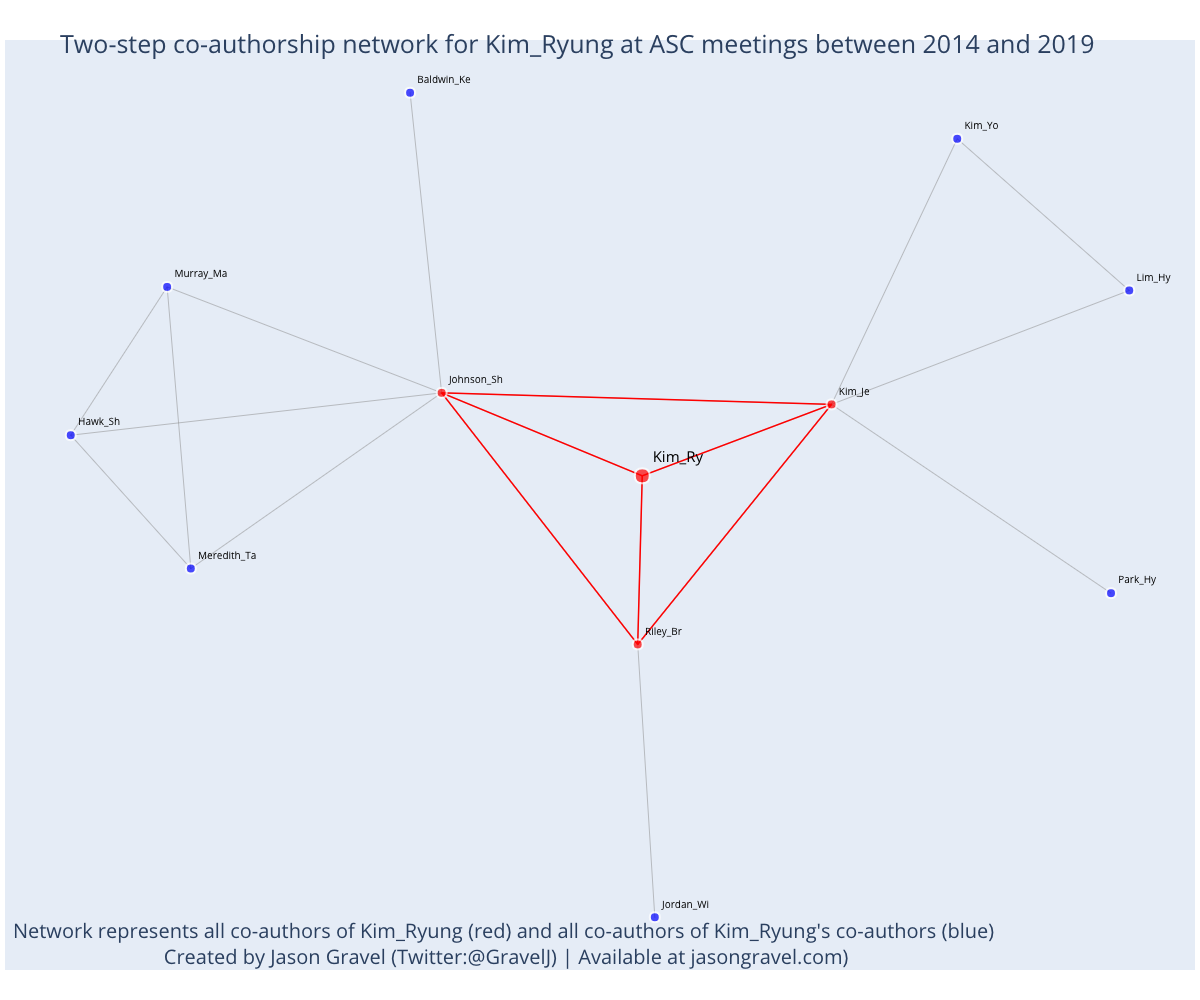 Two-step co-authorship network for Kim_Ryung at ASC meetings between 2014 and 2019
Baldwin_Ke
Kim_Yo
Murray_Ma
Lim_Hy
Johnson_Sh
Kim_Je
Hawk_Sh
Kim_Ry
Meredith_Ta
Park_Hy
Riley_Br
Jordan_Wi
Network represents all co-authors of Kim_Ryung (red) and all co-authors of Kim_Ryung's co-authors (blue)
Created by Jason Gravel (Twitter:@GravelJ) | Available at jasongravel.com)